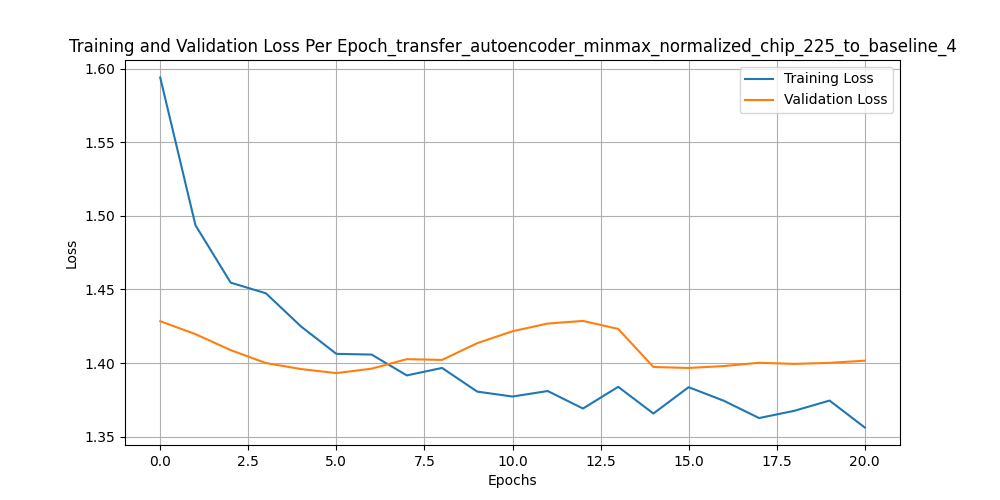 Training and Validation Loss Per Epoch_transfer_autoencoder_minmax_normalized_chip_225_to_baseline_4
Training Loss
Validation Loss
1.60
1.55
1.50
1.45
1.40
1.35
Loss
0.0 2.5 5.0 7.5 10.0 12.5 15.0 17.5 20.0
Epochs